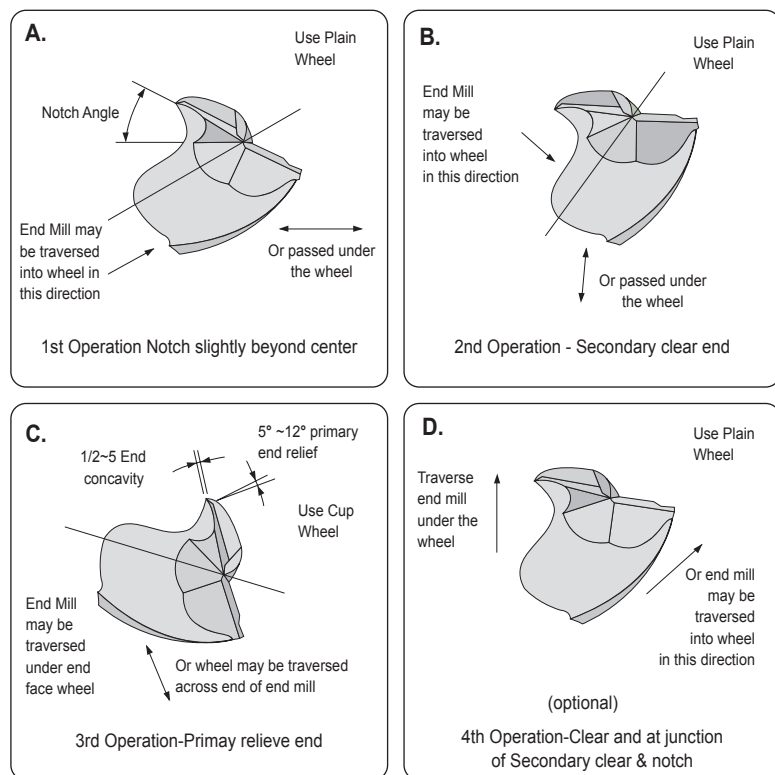 A.
Use Plain
Wheel
Notch Angle
End Mill may
be traversed
into wheel in
this direction
Or passed under
the wheel
1st Operation Notch slightly beyond center
B.
Use Plain
Wheel
End Mill
may be
traversed
into wheel
in this direction
Or passed under
the wheel
2nd Operation - Secondary clear end
C.
1/2~5 End
concavity
5° ~12° primary
end relief
Use Cup
Wheel
End Mill
may be
traversed
under end
face wheel
Or wheel may be traversed
across end of end mill
3rd Operation-Primay relieve end
D.
Use Plain
Wheel
Traverse
end mill
under the
wheel
Or end mill
may be
traversed
into wheel
in this direction
(optional)
4th Operation-Clear and at junction
of Secondary clear & notch